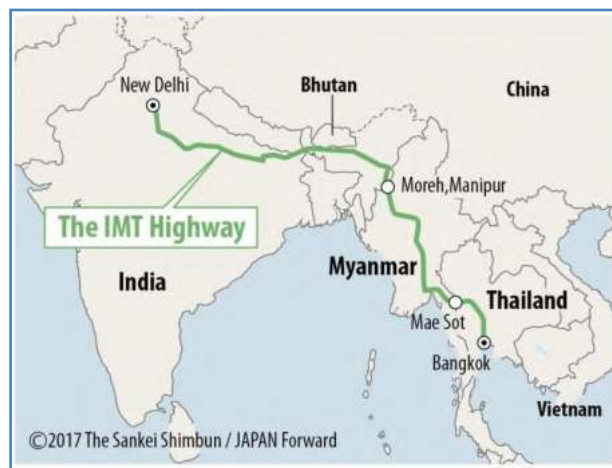 New Delhi
Bhutan
China
Moreh,Manipur
The IMT Highway
India
Myanmar
Thailand
Mae Sot
Bangkok
Vietnam
©2017 The Sankei Shimbun / JAPAN Forward